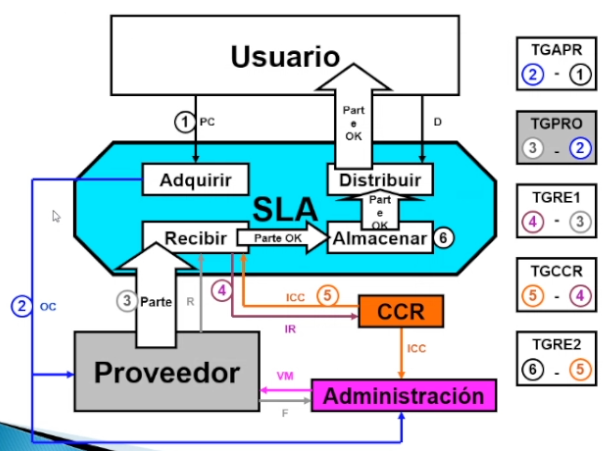 Usuario
TGAPR
2 - 1
1 PC
Part
e
OK
D
TGPRO
3 - 2
Adquirir
Distribuir
SLA
Part
e
OK
TGRE1
4 - 3
Recibir
Parte OK
Almacenar
6
2 OC
3
Parte
R
4
ICC
5
IR
CCR
TGCCR
5 - 4
ICC
TGRE2
6 - 5
Proveedor
VM
F
Administración